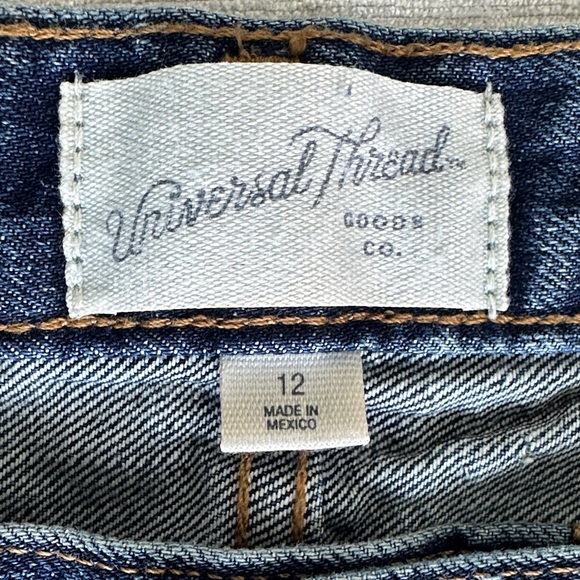 Universal Thread
GOODS
CO.
12
MADE IN
MEXICO